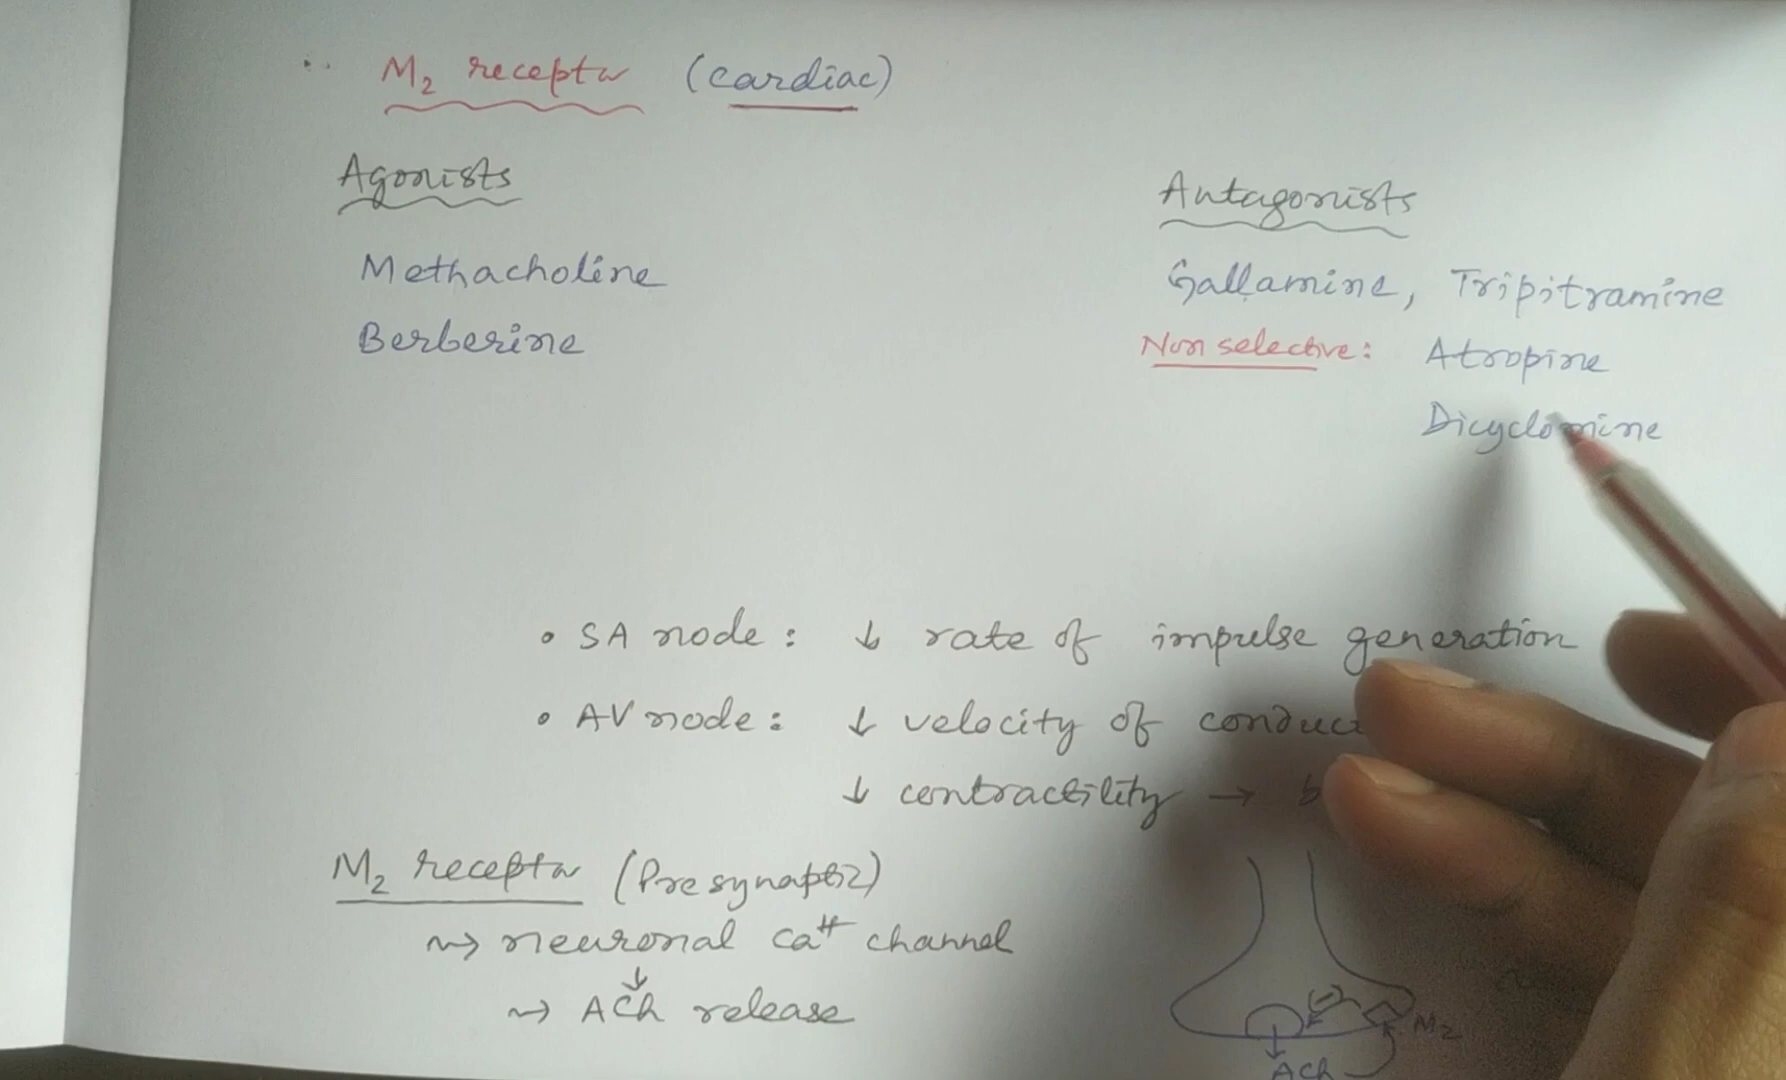 M2 receptor (cardiac)
Agonists
Antagonists
Methacholine
Gallamine, Tripitramine
Berberine
Non selective: Atropine
Dicyclomine
• SA node: ↓ rate of impulse generation
• AV node: ↓ velocity of conduc
↓ contractility → b
M2 receptor (Presynaptic)
⇝ neuronal Ca++ channel
↓
⇝ ACh release
(-)
M2
ACh